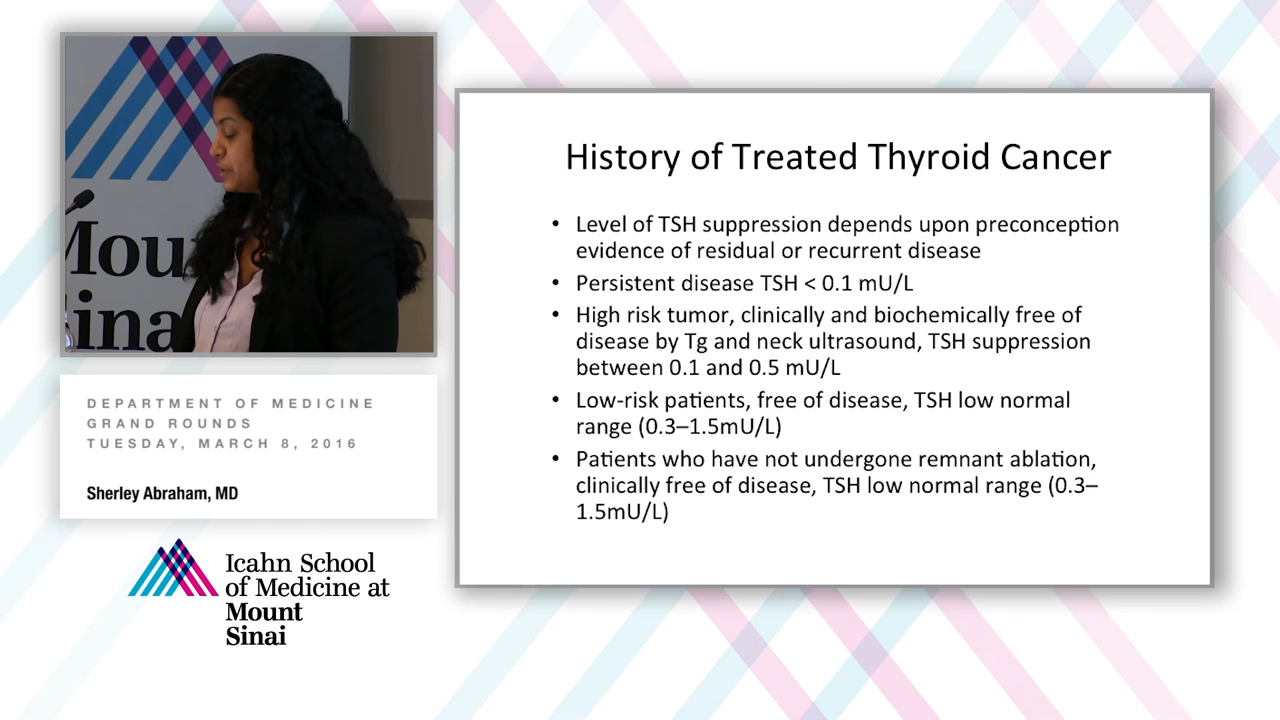 Mou
Sina
DEPARTMENT OF MEDICINE
GRAND ROUNDS
TUESDAY, MARCH 8, 2016
Sherley Abraham, MD
Icahn School
of Medicine at
Mount
Sinai
History of Treated Thyroid Cancer
• Level of TSH suppression depends upon preconception
evidence of residual or recurrent disease
• Persistent disease TSH < 0.1 mU/L
• High risk tumor, clinically and biochemically free of
disease by Tg and neck ultrasound, TSH suppression
between 0.1 and 0.5 mU/L
• Low-risk patients, free of disease, TSH low normal
range (0.3–1.5mU/L)
• Patients who have not undergone remnant ablation,
clinically free of disease, TSH low normal range (0.3–
1.5mU/L)